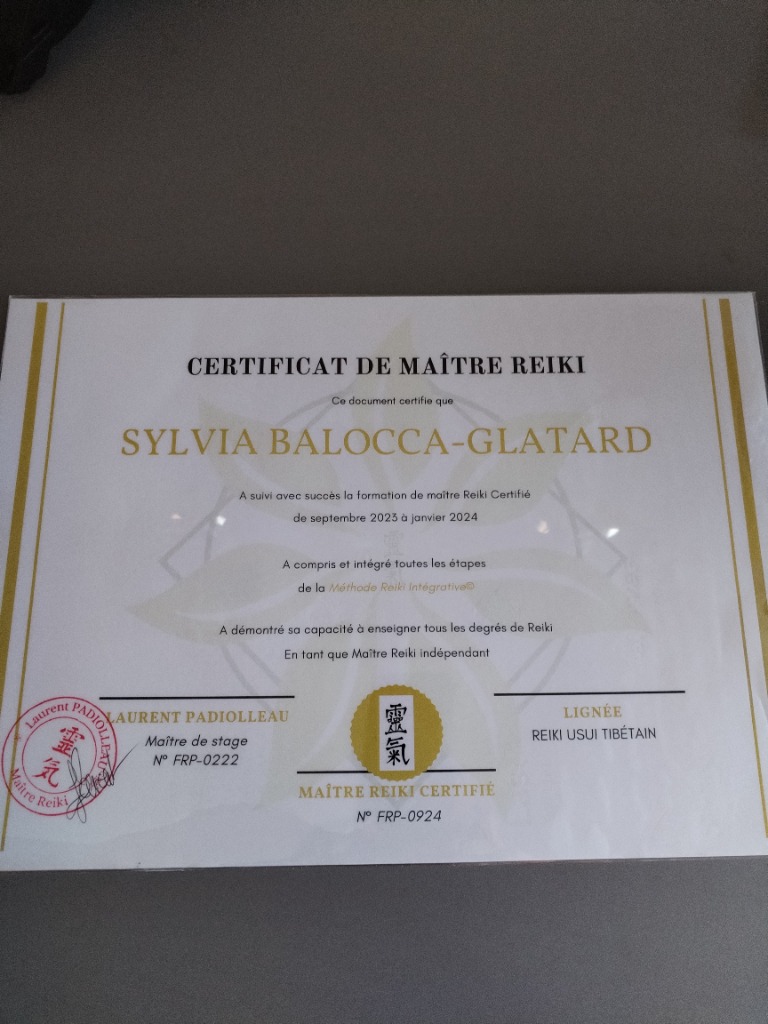 CERTIFICAT DE MAÎTRE REIKI
Ce document certifie que
SYLVIA BALOCCA-GLATARD
A suivi avec succès la formation de maître Reiki Certifié
de septembre 2023 à janvier 2024
A compris et intégré toutes les étapes
de la Méthode Reiki Intégrative©
A démontré sa capacité à enseigner tous les degrés de Reiki
En tant que Maître Reiki indépendant
LAURENT PADIOLLEAU
Maître de stage
N° FRP-0222
Laurent PADIOLLEAU
靈氣
Maître Reiki
靈氣
MAÎTRE REIKI CERTIFIÉ
N° FRP-0924
LIGNÉE
REIKI USUI TIBÉTAIN